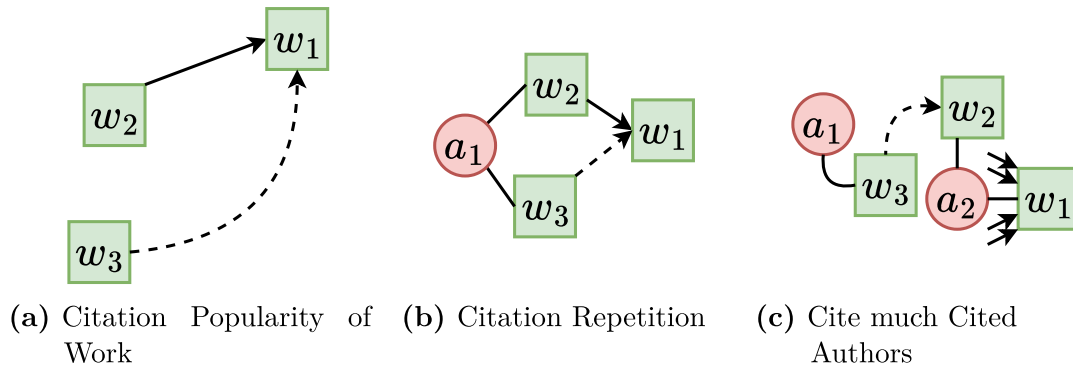 w₁
w₂
w₃
(a) Citation Popularity of
Work
w₂
a₁
w₁
w₃
(b) Citation Repetition
w₂
a₁
w₃
a₂
w₁
(c) Cite much Cited
Authors